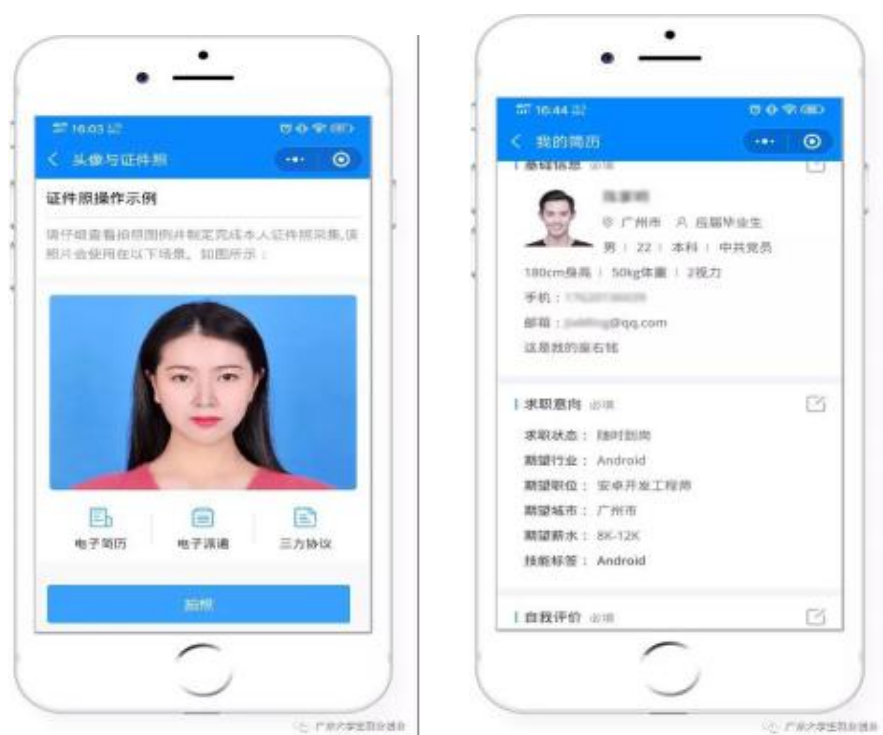 16:03
头像与证件照
证件照操作示例
请仔细查看拍照图例并制定完成本人证件照采集,该
照片会使用在以下场景。如图所示：
电子简历
电子派遣
三方协议
拍照
16:44
我的简历
基础信息 必填
广州市 应届毕业生
男 | 22 | 本科 | 中共党员
180cm身高 | 50kg体重 | 2视力
手机：
邮箱： @qq.com
这是我的座右铭
求职意向 必填
求职状态： 随时到岗
期望行业： Android
期望职位： 安卓开发工程师
期望城市： 广州市
期望薪水： 8K-12K
技能标签： Android
自我评价 必填